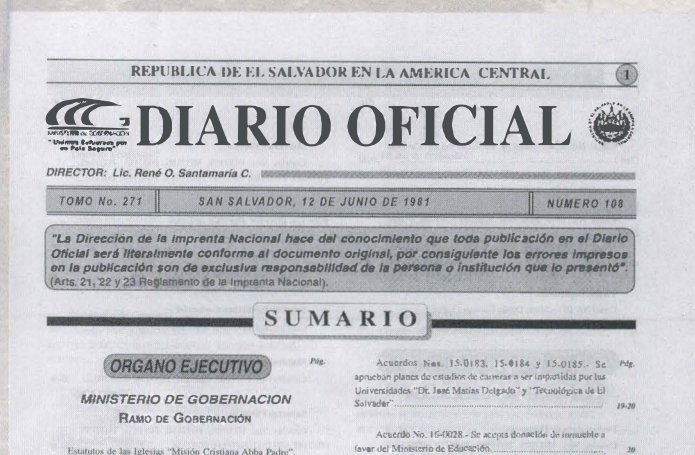 REPUBLICA DE EL SALVADOR EN LA AMERICA CENTRAL
1
MINISTERIO DE GOBERNACION
"Unimos Esfuerzos por
un País Seguro"
DIARIO OFICIAL
DIRECTOR: Lic. René O. Santamaría C.
TOMO No. 271
SAN SALVADOR, 12 DE JUNIO DE 1981
NUMERO 108
"La Dirección de la Imprenta Nacional hace del conocimiento que toda publicación en el Diario
Oficial será literalmente conforme al documento original, por consiguiente los errores impresos
en la publicación son de exclusiva responsabilidad de la persona o institución que lo presentó".
(Arts. 21, 22 y 23 Reglamento de la Imprenta Nacional).
SUMARIO
ORGANO EJECUTIVO
Pág.
MINISTERIO DE GOBERNACION
RAMO DE GOBERNACIÓN
Estatutos de las Iglesias "Misión Cristiana Abba Padre",
Acuerdos Nos. 15-0183, 15-0184 y 15-0185.- Se
Pág.
aprueban planes de estudios de carreras a ser impartidas por las
Universidades "Dr. José Matías Delgado" y "Tecnológica de El
Salvador"
19-20
Acuerdo No. 16-0028.- Se acepta donación de inmueble a
favor del Ministerio de Educación.
20